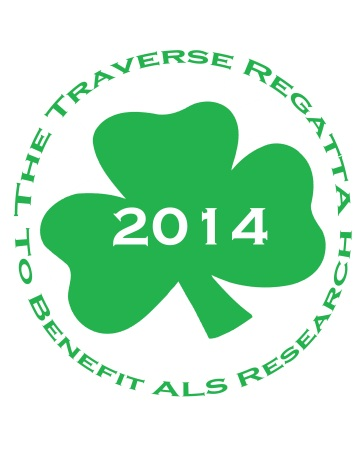 The Traverse Regatta
2014
To Benefit ALS Research